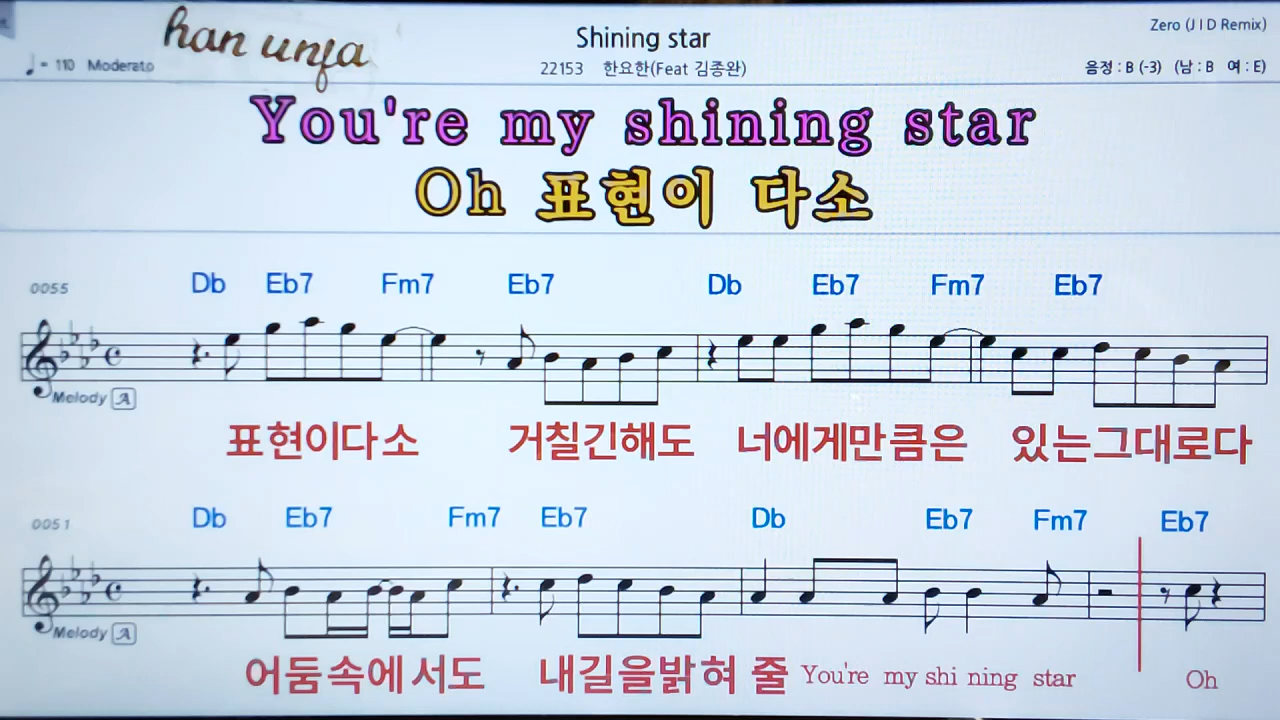 han unfa
Shining star
Zero (J I D Remix)
♩ = 110 Moderato
22153 한요한(Feat 김종완)
음정 : B (-3) (남 : B 여 : E)
You're my shining star
Oh 표현이 다소
0055
Db Eb7 Fm7 Eb7 Db Eb7 Fm7 Eb7
Melody A
표현이다소 거칠긴해도 너에게만큼은 있는그대로다
0051
Db Eb7 Fm7 Eb7 Db Eb7 Fm7 Eb7
Melody A
어둠속에서도 내길을밝혀 줄 You're my shi ning star Oh